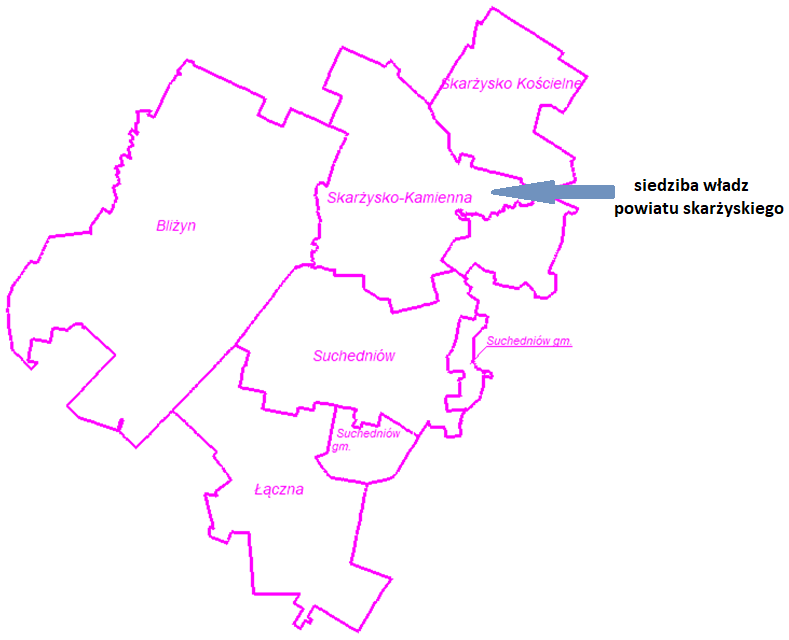 Skarżysko Kościelne
siedziba władz
powiatu skarżyskiego
Skarżysko-Kamienna
Bliżyn
Suchedniów gm.
Suchedniów
Suchedniów
gm.
Łączna